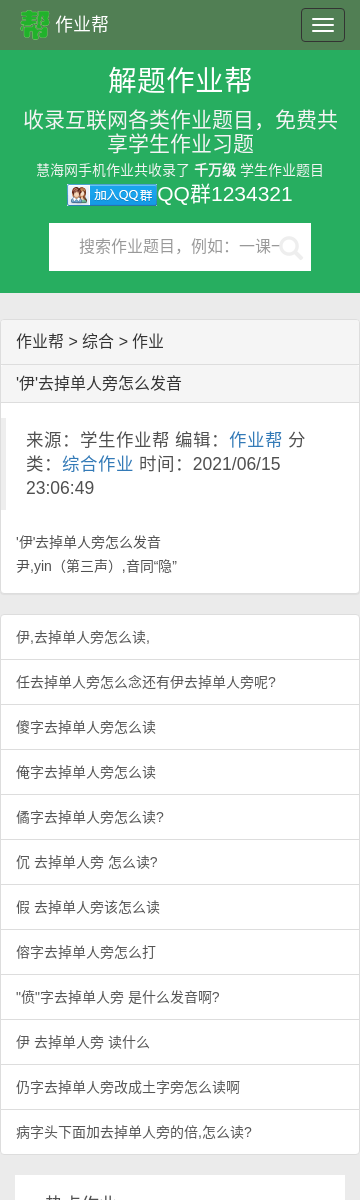 帮 作业帮
解题作业帮
收录互联网各类作业题目，免费共
享学生作业习题
慧海网手机作业共收录了 千万级 学生作业题目
加入QQ群QQ群1234321
搜索作业题目，例如：一课一
作业帮 > 综合 > 作业
'伊'去掉单人旁怎么发音
来源：学生作业帮 编辑：作业帮 分
类：综合作业 时间：2021/06/15
23:06:49
'伊'去掉单人旁怎么发音
尹,yin（第三声）,音同“隐”
伊,去掉单人旁怎么读,
任去掉单人旁怎么念还有伊去掉单人旁呢?
傻字去掉单人旁怎么读
俺字去掉单人旁怎么读
僪字去掉单人旁怎么读?
伉 去掉单人旁 怎么读?
假 去掉单人旁该怎么读
傛字去掉单人旁怎么打
"偾"字去掉单人旁 是什么发音啊?
伊 去掉单人旁 读什么
仍字去掉单人旁改成土字旁怎么读啊
病字头下面加去掉单人旁的倍,怎么读?